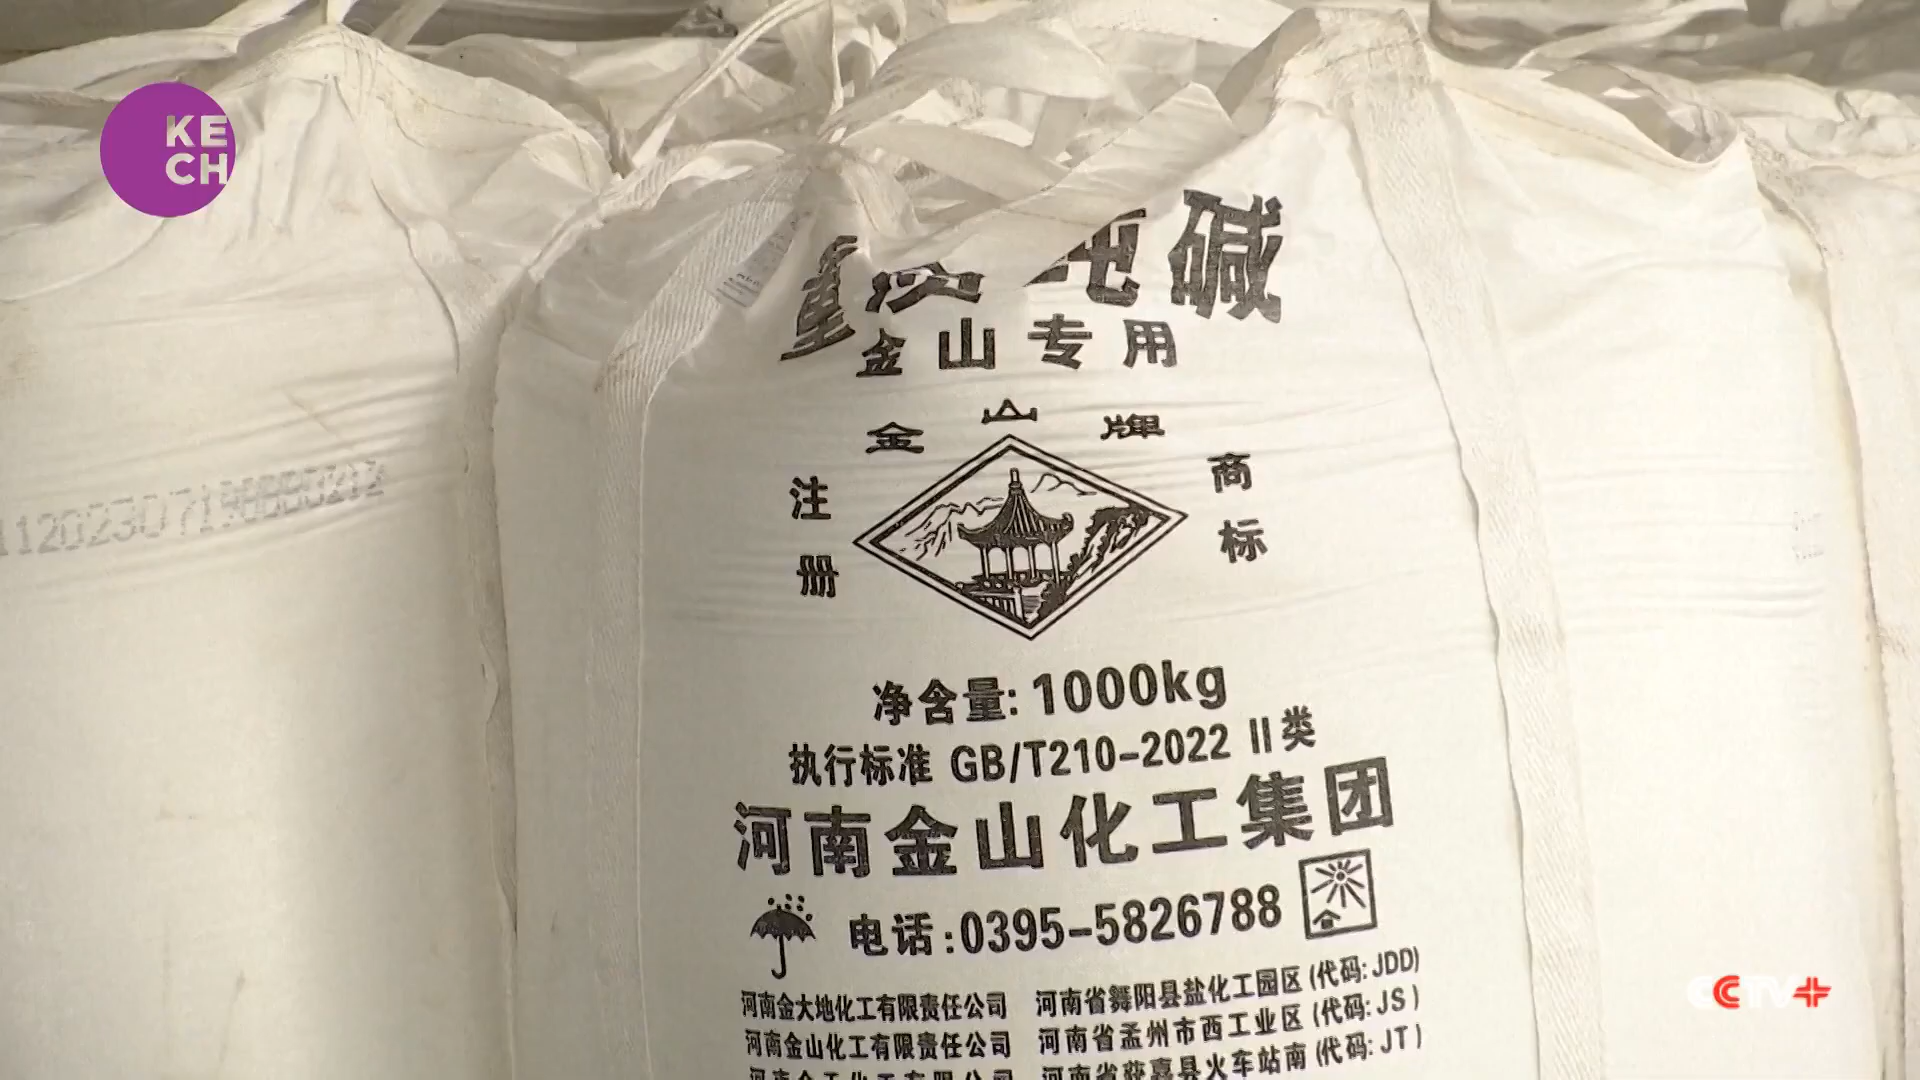 KE
CH
重质纯碱
金山专用
金山牌
注册
商标
净含量: 1000kg
执行标准 GB/T210-2022 II类
河南金山化工集团
电话:0395-5826788
河南金大地化工有限责任公司 河南省舞阳县盐化工园区 (代码:JDD)
河南金山化工有限责任公司 河南省孟州市西工业区 (代码:JS)
河南省获嘉县火车站南 (代码:JT)
CCTV+